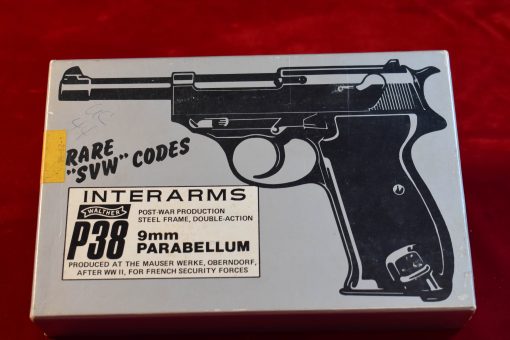 RARE
"SVW" CODES
INTERARMS
WALTHER
P38
POST-WAR PRODUCTION
STEEL FRAME, DOUBLE-ACTION
9mm
PARABELLUM
PRODUCED AT THE MAUSER WERKE, OBERNDORF,
AFTER WW II, FOR FRENCH SECURITY FORCES